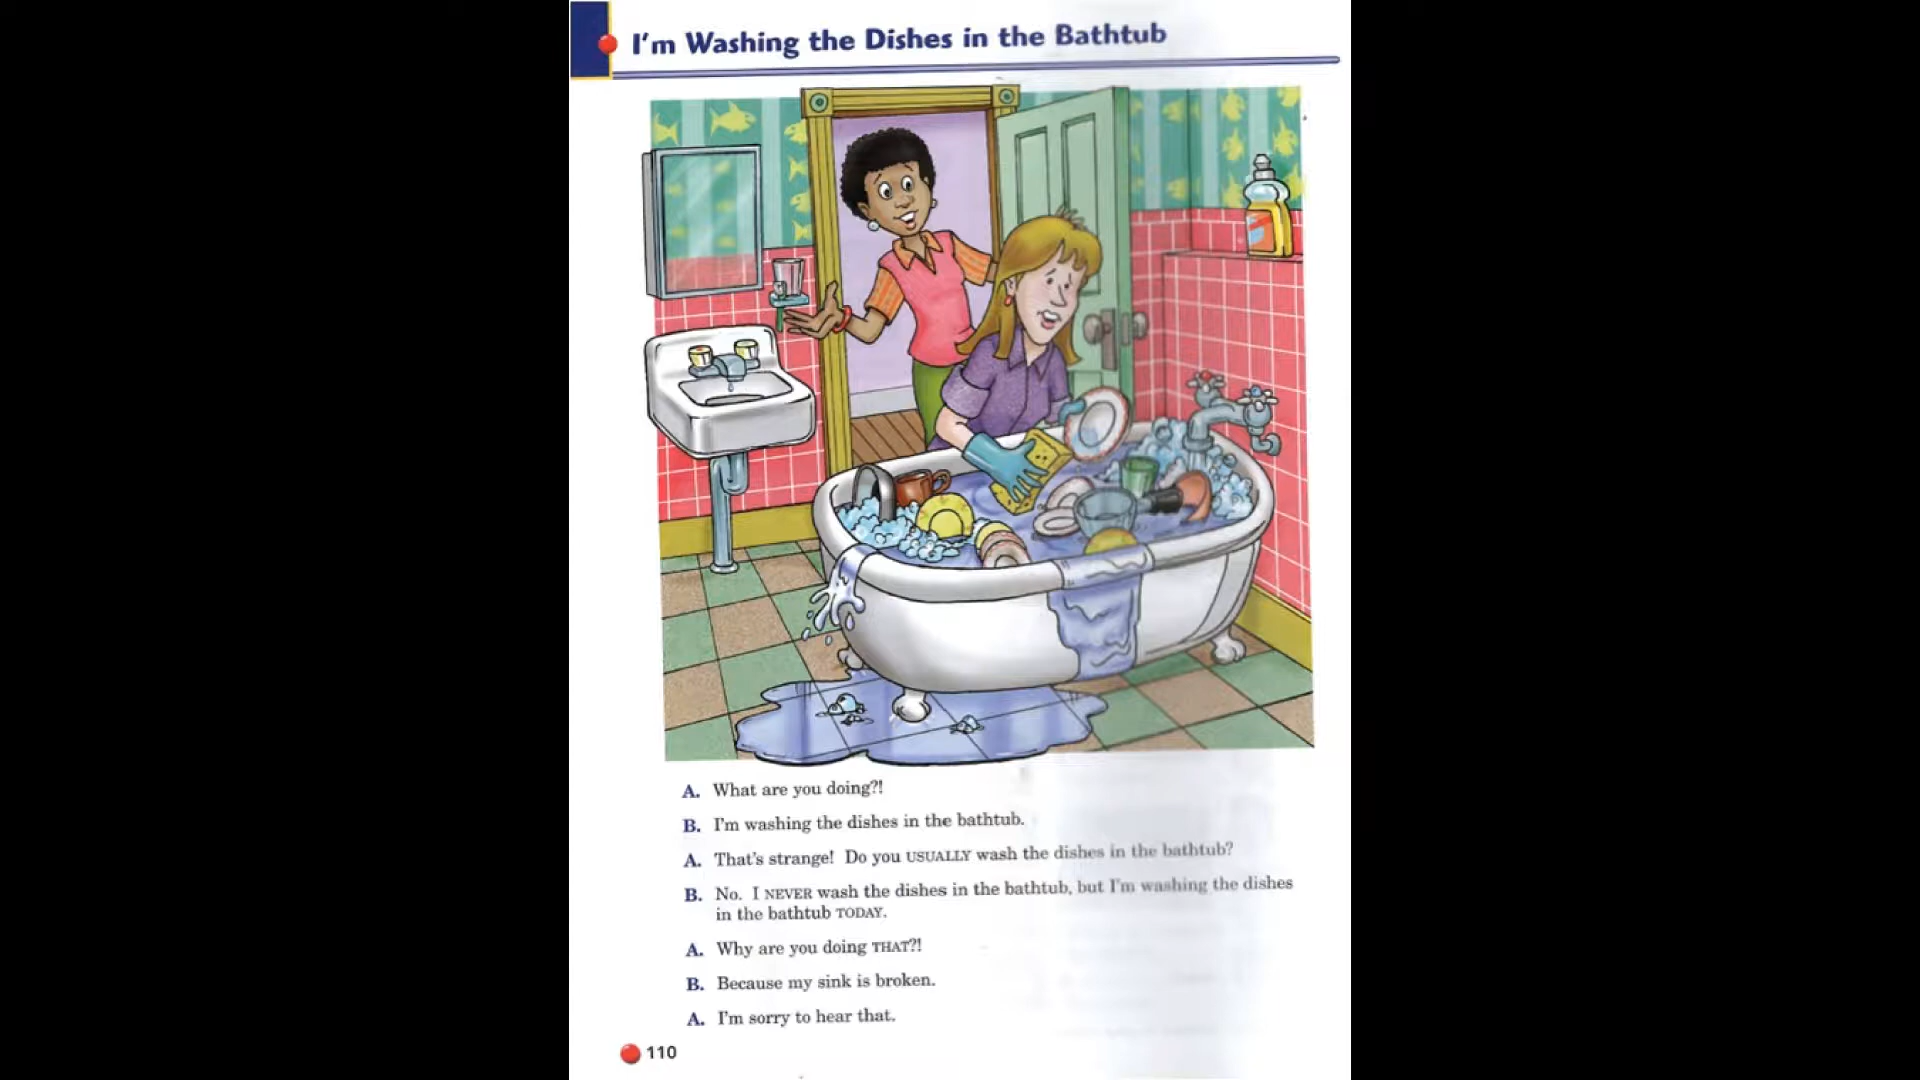 I'm Washing the Dishes in the Bathtub
A. What are you doing?!
B. I'm washing the dishes in the bathtub.
A. That's strange! Do you USUALLY wash the dishes in the bathtub?
B. No. I NEVER wash the dishes in the bathtub, but I'm washing the dishes
in the bathtub TODAY.
A. Why are you doing THAT?!
B. Because my sink is broken.
A. I'm sorry to hear that.
110